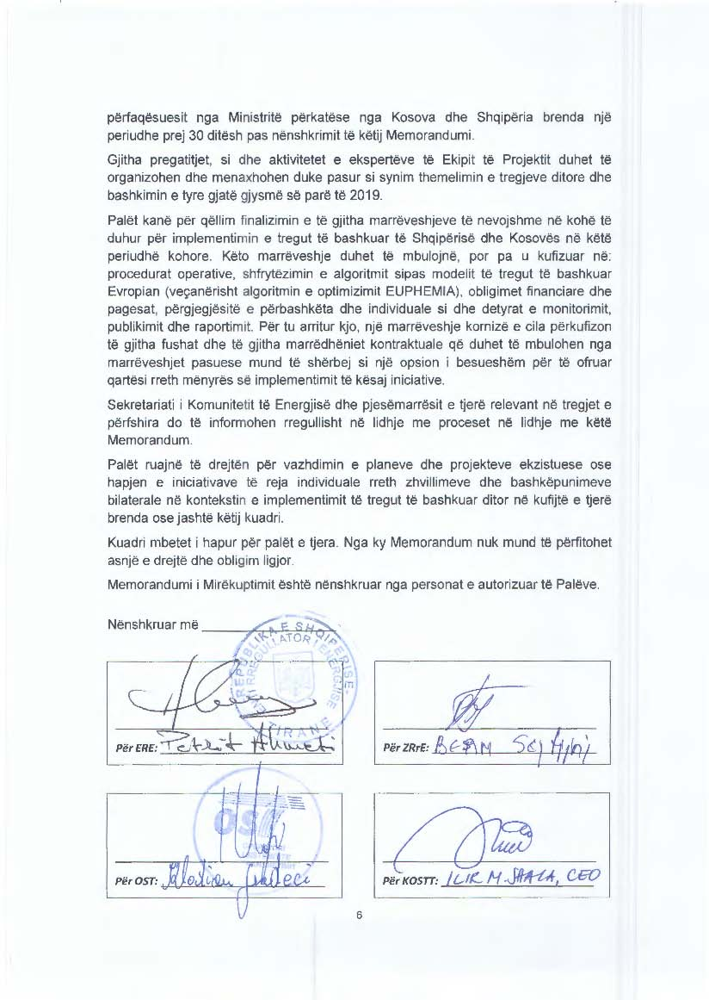 përfaqësuesit nga Ministritë përkatëse nga Kosova dhe Shqipëria brenda një
periudhe prej 30 ditësh pas nënshkrimit të këtij Memorandumi.
Gjitha pregatitjet, si dhe aktivitetet e ekspertëve të Ekipit të Projektit duhet të
organizohen dhe menaxhohen duke pasur si synim themelimin e tregjeve ditore dhe
bashkimin e tyre gjatë gjysmë së parë të 2019.
Palët kanë për qëllim finalizimin e të gjitha marrëveshjeve të nevojshme në kohë të
duhur për implementimin e tregut të bashkuar të Shqipërisë dhe Kosovës në këtë
periudhë kohore. Këto marrëveshje duhet të mbulojnë, por pa u kufizuar në:
procedurat operative, shfrytëzimin e algoritmit sipas modelit të tregut të bashkuar
Evropian (veçanërisht algoritmin e optimizimit EUPHEMIA), obligimet financiare dhe
pagesat, përgjegjësitë e përbashkëta dhe individuale si dhe detyrat e monitorimit,
publikimit dhe raportimit. Për tu arritur kjo, një marrëveshje kornizë e cila përkufizon
të gjitha fushat dhe të gjitha marrëdhëniet kontraktuale që duhet të mbulohen nga
marrëveshjet pasuese mund të shërbej si një opsion i besueshëm për të ofruar
qartësi rreth mënyrës së implementimit të kësaj iniciative.
Sekretariati i Komunitetit të Energjisë dhe pjesëmarrësit e tjerë relevant në tregjet e
përfshira do të informohen rregullisht në lidhje me proceset në lidhje me këtë
Memorandum.
Palët ruajnë të drejtën për vazhdimin e planeve dhe projekteve ekzistuese ose
hapjen e iniciativave të reja individuale rreth zhvillimeve dhe bashkëpunimeve
bilaterale në kontekstin e implementimit të tregut të bashkuar ditor në kufijtë e tjerë
brenda ose jashtë këtij kuadri.
Kuadri mbetet i hapur për palët e tjera. Nga ky Memorandum nuk mund të përfitohet
asnjë e drejtë dhe obligim ligjor.
Memorandumi i Mirëkuptimit është nënshkruar nga personat e autorizuar të Palëve.
Nënshkruar më
REPUBLIKA E SHQIPERISE
ENTI RREGULLATOR I ENERGJISE
TIRANE
Për ERE: Petrit Ahmeti
Për ZRrE:
OST
Për OST:
Për KOSTT: ILIR M. SHALA, CEO
6